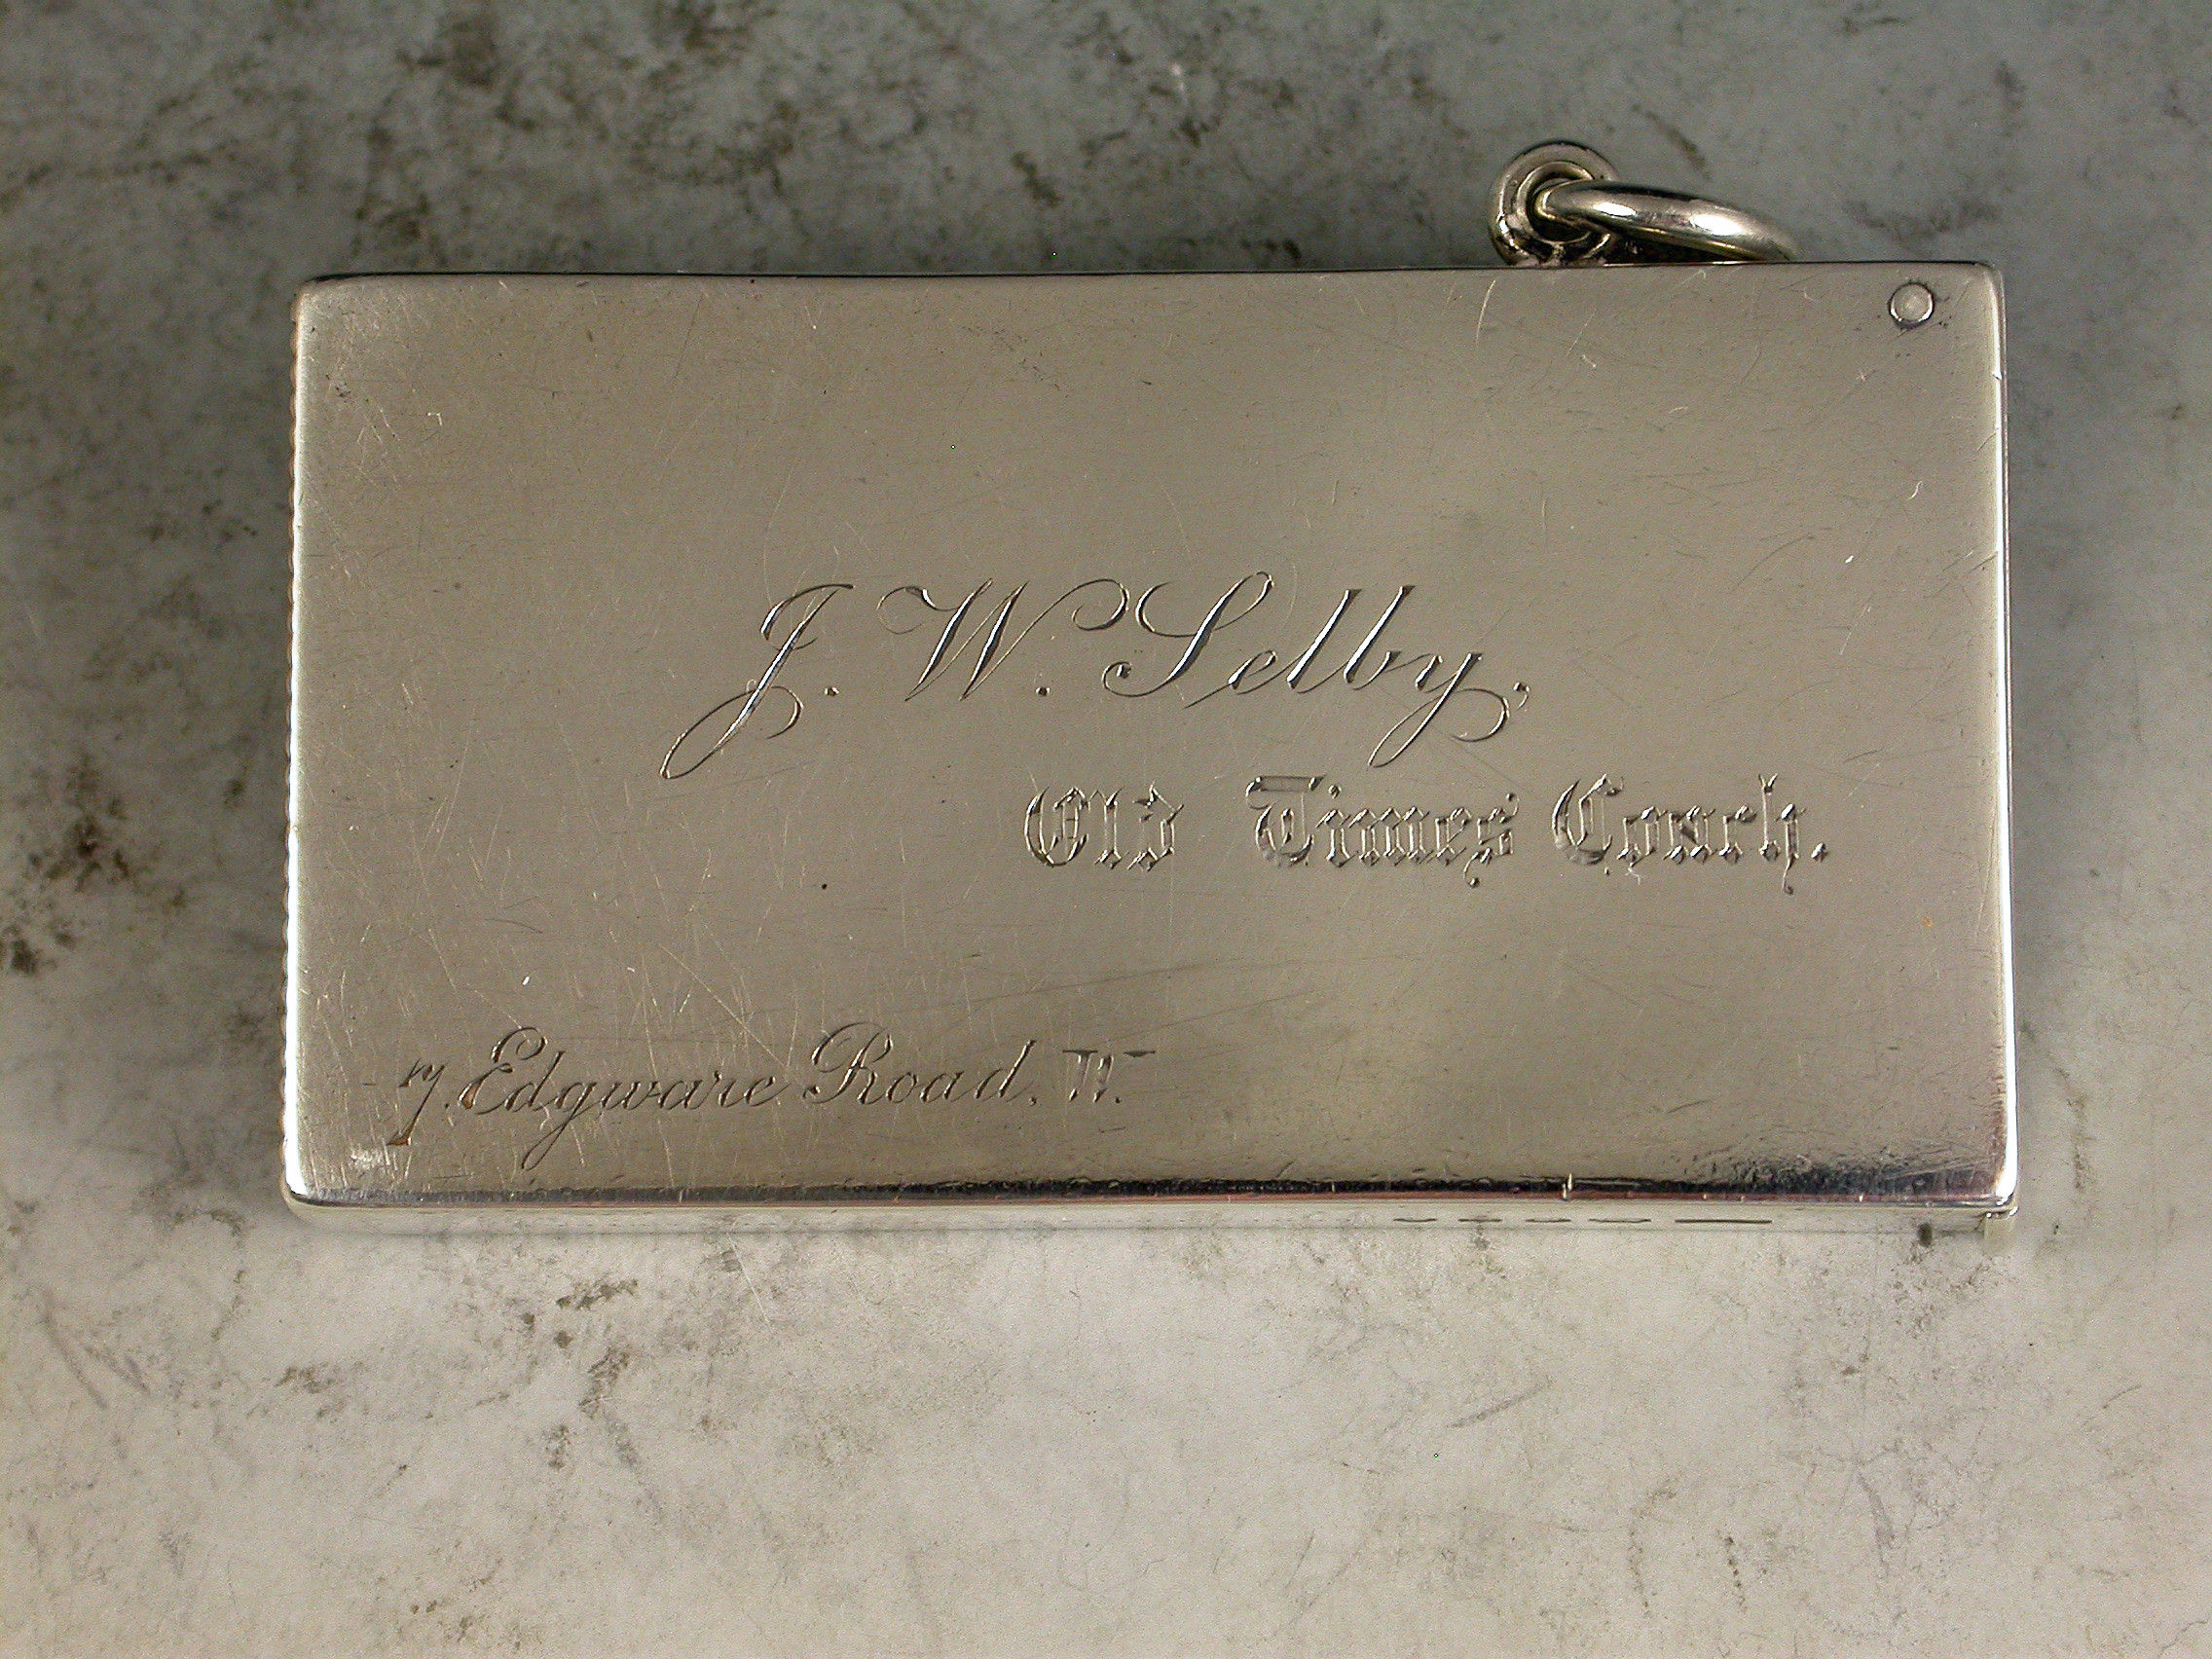 J. W. Selby,
Old Times Coach.
7. Edgware Road. W.